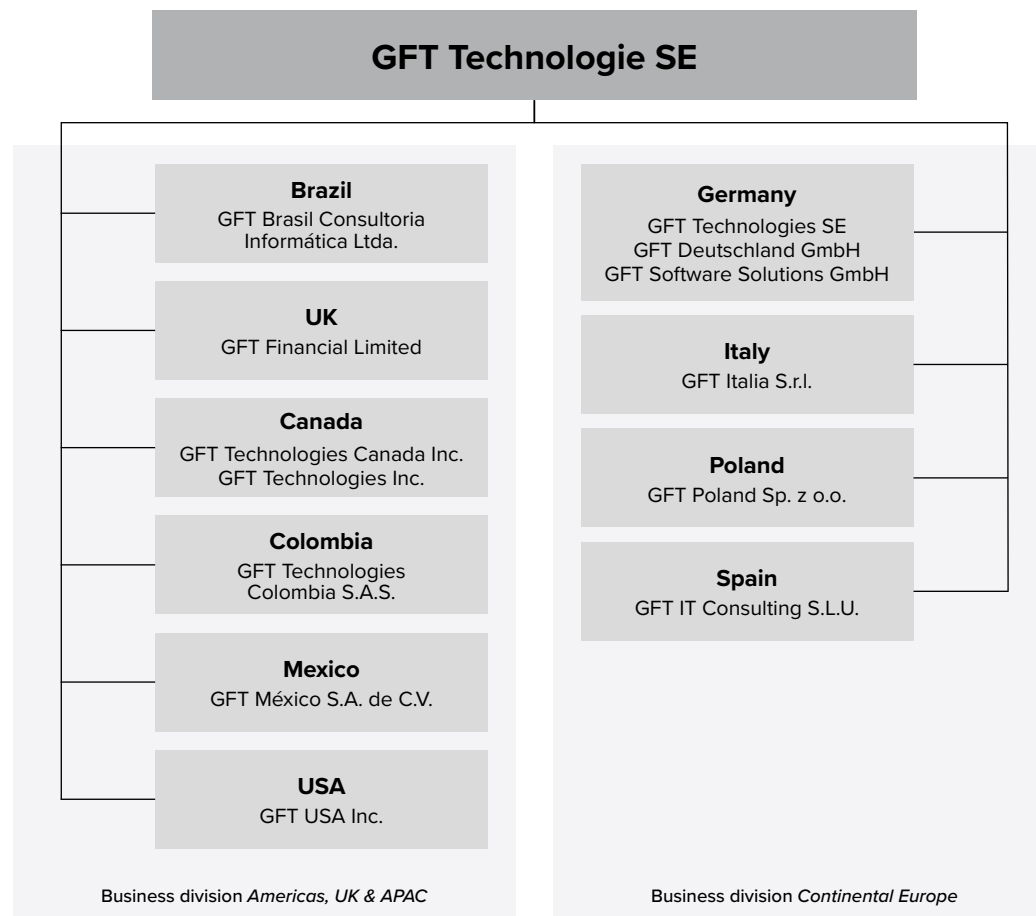 GFT Technologie SE
Brazil
GFT Brasil Consultoria
Informática Ltda.
UK
GFT Financial Limited
Canada
GFT Technologies Canada Inc.
GFT Technologies Inc.
Colombia
GFT Technologies
Colombia S.A.S.
Mexico
GFT México S.A. de C.V.
USA
GFT USA Inc.
Business division Americas, UK & APAC
Germany
GFT Technologies SE
GFT Deutschland GmbH
GFT Software Solutions GmbH
Italy
GFT Italia S.r.l.
Poland
GFT Poland Sp. z o.o.
Spain
GFT IT Consulting S.L.U.
Business division Continental Europe